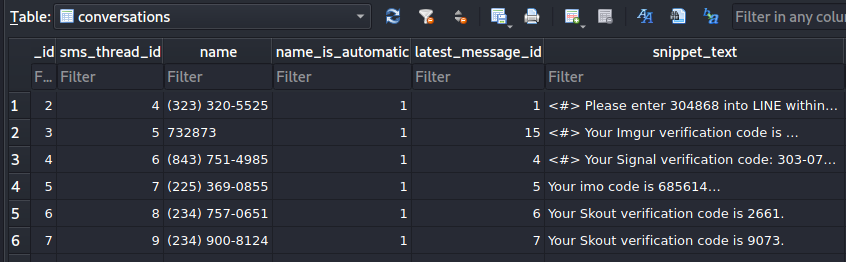 Table: conversations Filter in any colu
_id sms_thread_id name name_is_automatic latest_message_id snippet_text
F... Filter Filter Filter Filter Filter
1 2 4 (323) 320-5525 1 1 <#> Please enter 304868 into LINE within...
2 3 5 732873 1 15 <#> Your Imgur verification code is ...
3 4 6 (843) 751-4985 1 4 <#> Your Signal verification code: 303-07...
4 5 7 (225) 369-0855 1 5 Your imo code is 685614...
5 6 8 (234) 757-0651 1 6 Your Skout verification code is 2661.
6 7 9 (234) 900-8124 1 7 Your Skout verification code is 9073.